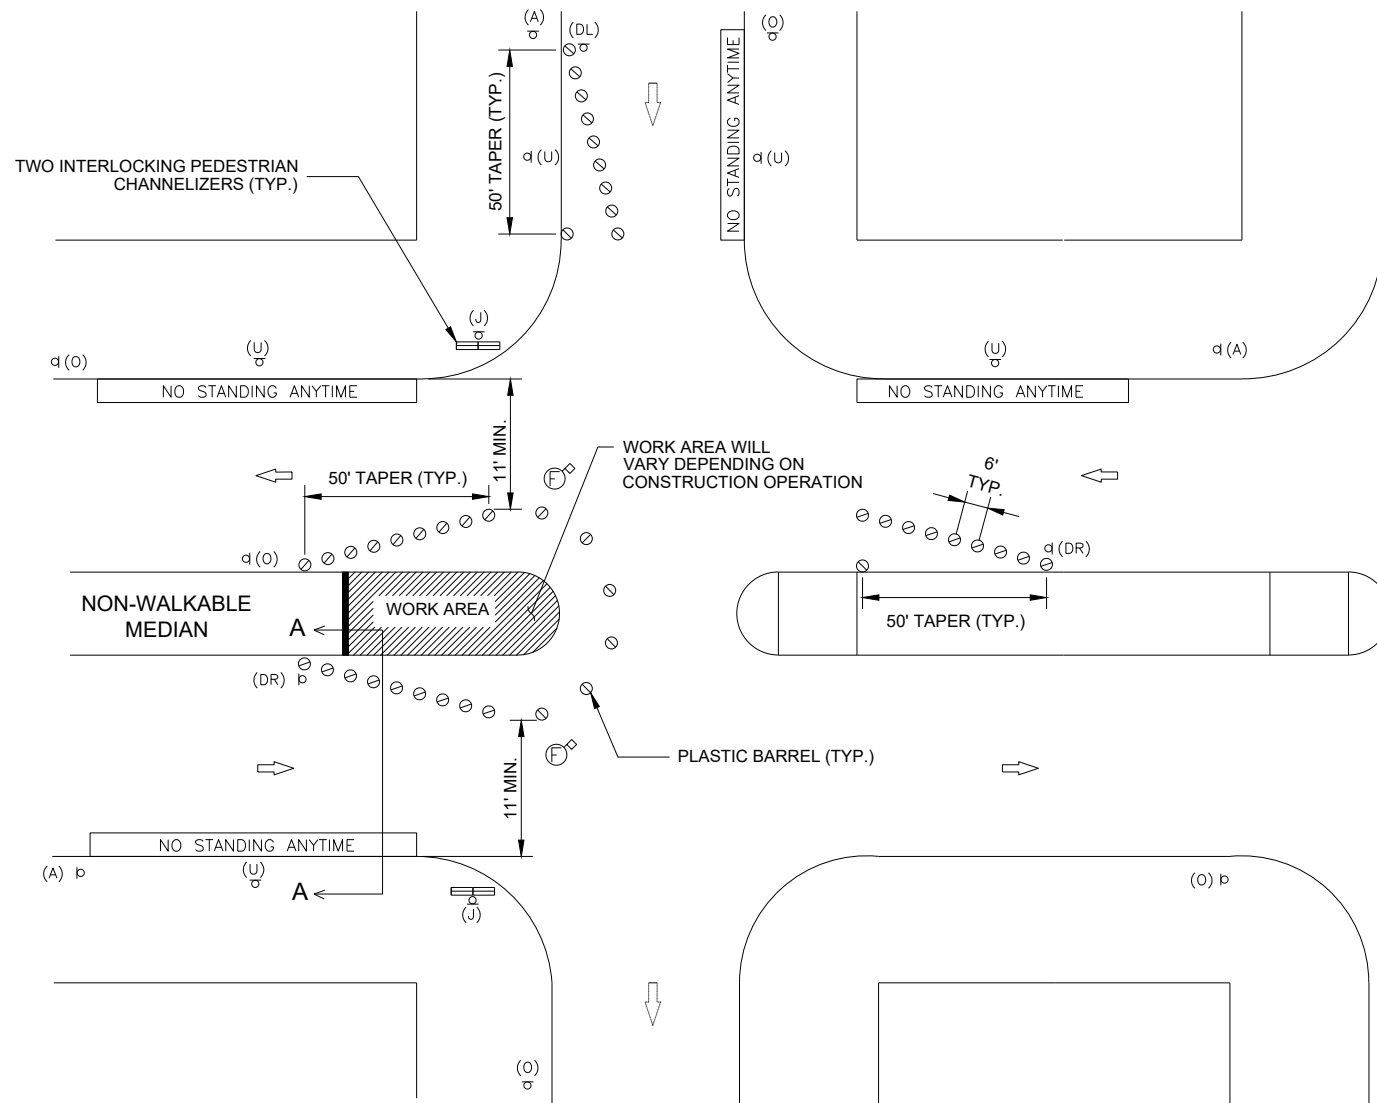 (A)
(DL)
(O)
NO STANDING ANYTIME
50' TAPER (TYP.)
(U)
(U)
TWO INTERLOCKING PEDESTRIAN
CHANNELIZERS (TYP.)
(J)
(U)
(O)
(U)
(A)
NO STANDING ANYTIME
NO STANDING ANYTIME
11' MIN.
WORK AREA WILL
VARY DEPENDING ON
CONSTRUCTION OPERATION
50' TAPER (TYP.)
F
6'
TYP.
(O)
(DR)
NON-WALKABLE
MEDIAN
WORK AREA
A
50' TAPER (TYP.)
(DR)
F
PLASTIC BARREL (TYP.)
11' MIN.
NO STANDING ANYTIME
(A)
(U)
A
(J)
(O)
(O)